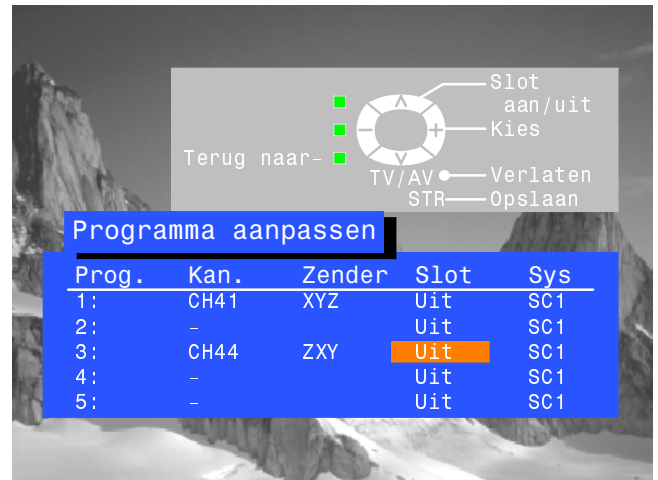 Slot
aan/uit
Kies
Terug naar-
TV/AV Verlaten
STR Opslaan
Programma aanpassen
Prog. Kan. Zender Slot Sys
1: CH41 XYZ Uit SC1
2: - Uit SC1
3: CH44 ZXY Uit SC1
4: - Uit SC1
5: - Uit SC1